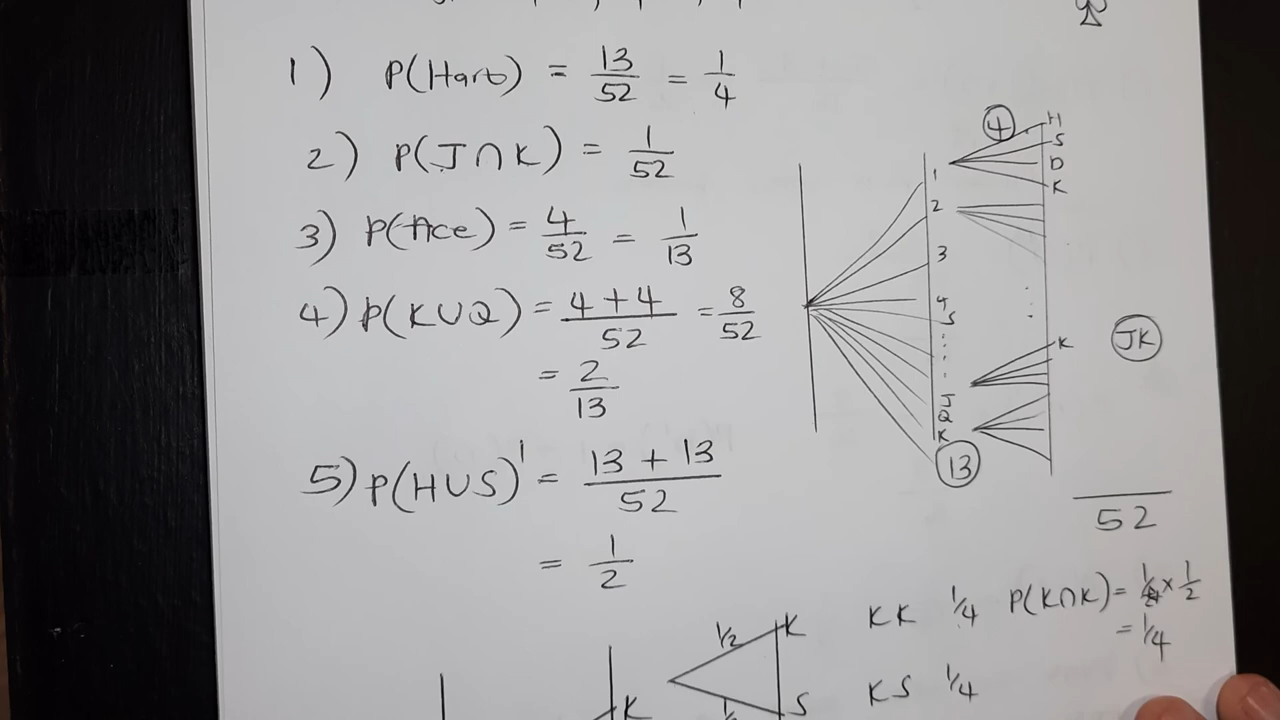 1) P(Hart) = 13/52 = 1/4
2) P(J∩K) = 1/52
3) P(Ace) = 4/52 = 1/13
4) P(K∪Q) = 4+4/52 = 8/52
= 2/13
5) P(H∪S)' = 13+13/52
= 1/2
1
2
3
4
5
J
Q
K
13
4
H
S
D
K
K
JK
52
1/2 K
S
K
KK 1/4
KS 1/4
P(K∩K) = 1/2 × 1/2
= 1/4